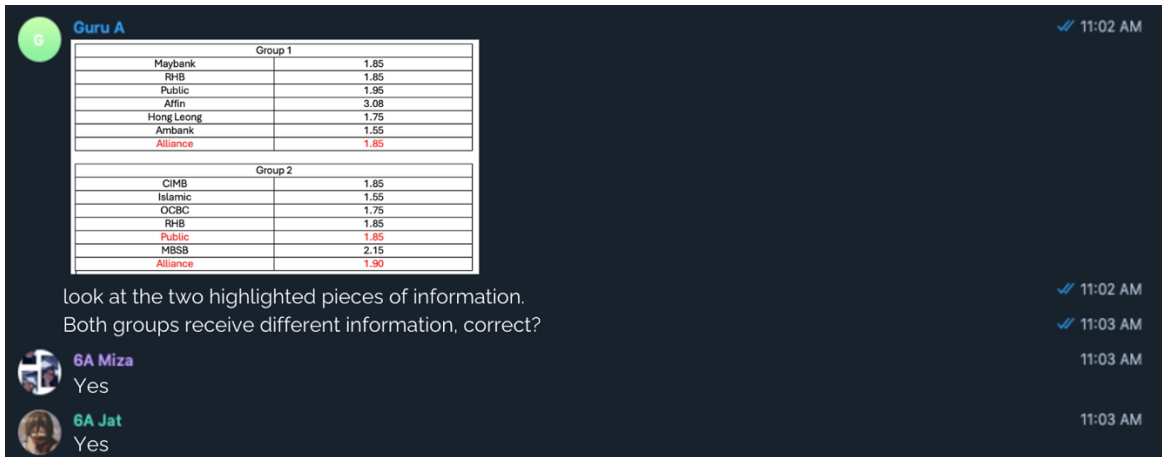 G
Guru A 11:02 AM
Group 1
Maybank 1.85
RHB 1.85
Public 1.95
Affin 3.08
Hong Leong 1.75
Ambank 1.55
Alliance 1.85
Group 2
CIMB 1.85
Islamic 1.55
OCBC 1.75
RHB 1.85
Public 1.85
MBSB 2.15
Alliance 1.90
look at the two highlighted pieces of information. 11:02 AM
Both groups receive different information, correct? 11:03 AM
6A Miza 11:03 AM
Yes
6A Jat 11:03 AM
Yes